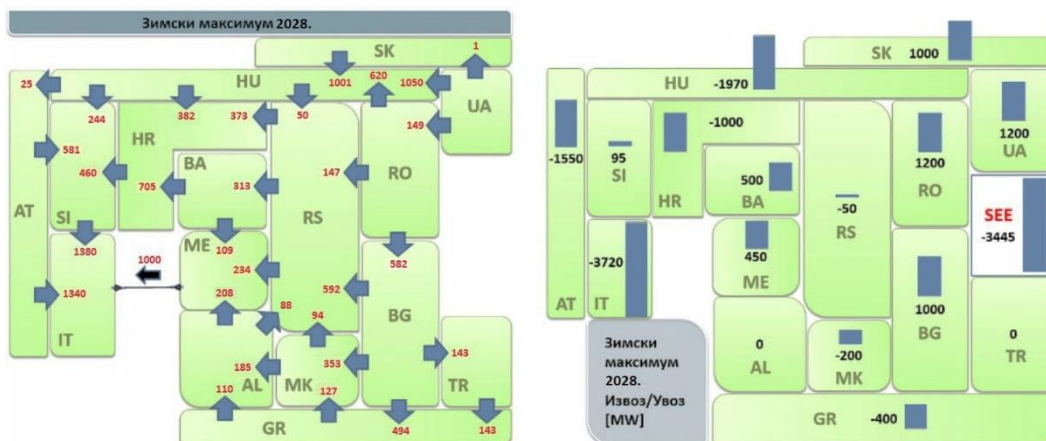 Зимски максимум 2028.
SK
1
25
HU
1001
620
1050
UA
244
382
373
50
HR
149
581
BA
RO
460
705
313
147
AT
SI
RS
ME
109
1380
1000
234
582
1340
208
592
88
94
BG
IT
185
353
143
AL
MK
TR
110
127
GR
494
143
SK
1000
HU
-1970
-1000
-1550
95
SI
HR
BA
500
1200
RO
1200
UA
-50
RS
SEE
-3445
ME
450
-3720
AT
IT
BG
1000
0
AL
-200
MK
0
TR
Зимски
максимум
2028.
Извоз/Увоз
[MW]
GR
-400